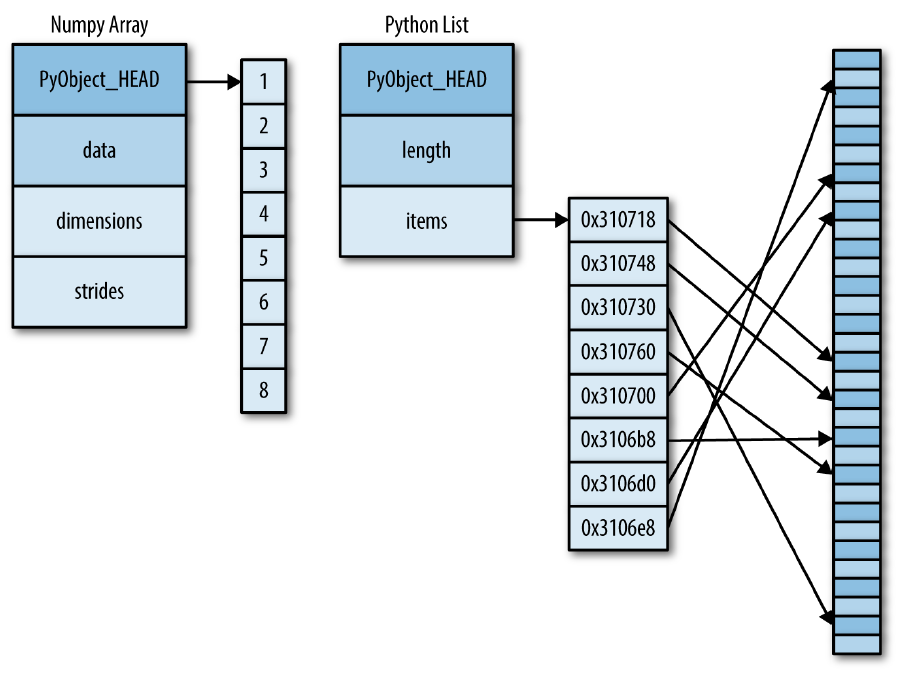 Numpy Array
PyObject_HEAD
data
dimensions
strides
1
2
3
4
5
6
7
8
Python List
PyObject_HEAD
length
items
0x310718
0x310748
0x310730
0x310760
0x310700
0x3106b8
0x3106d0
0x3106e8